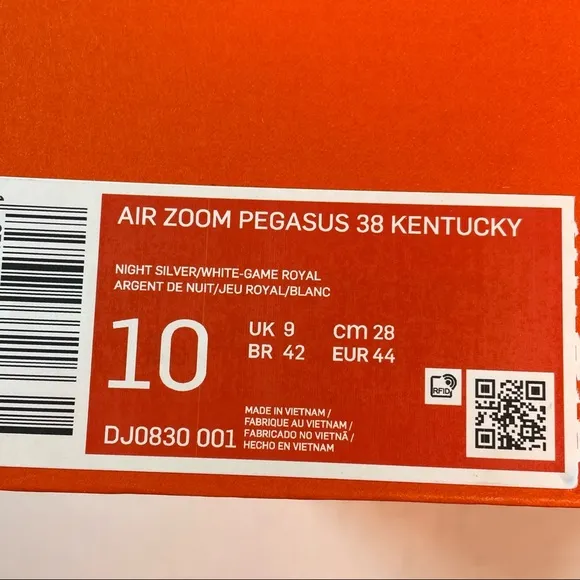 AIR ZOOM PEGASUS 38 KENTUCKY
NIGHT SILVER/WHITE-GAME ROYAL
ARGENT DE NUIT/JEU ROYAL/BLANC
10
UK 9 cm 28
BR 42 EUR 44
RFID
DJ0830 001
MADE IN VIETNAM /
FABRIQUE AU VIETNAM /
FABRICADO NO VIETNÃ /
HECHO EN VIETNAM